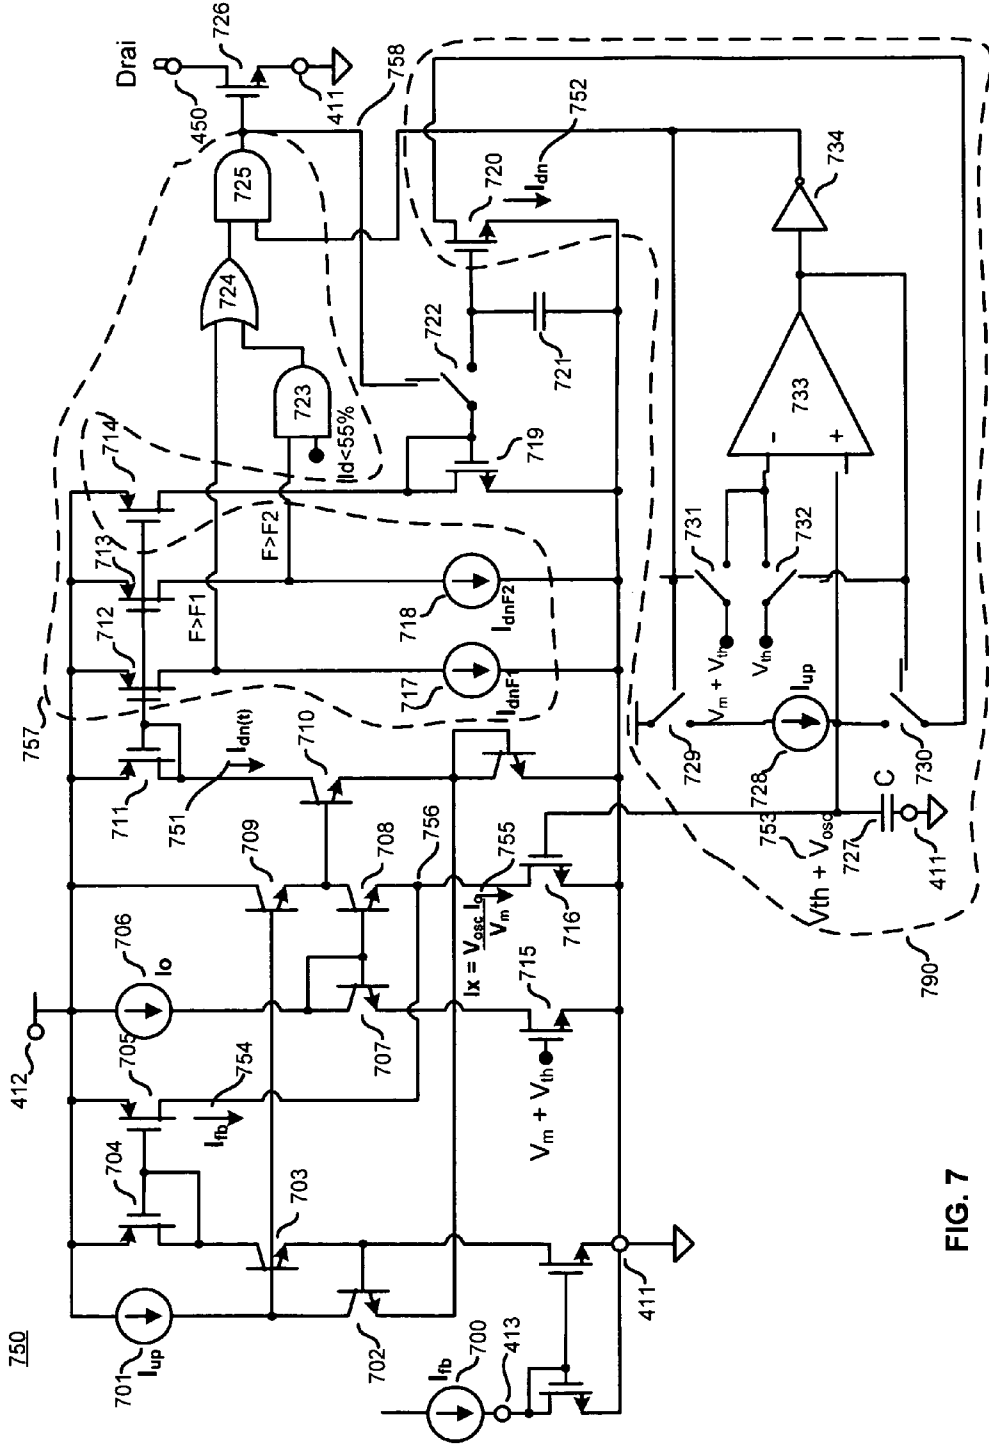 750
412
Drai
450
726
411
758
725
724
723
Id<55%
722
721
720
Idn
752
719
714
713
712
F>F1
F>F2
718
IdnF2
717
IdnF1
757
711
Idn(t)
751
710
709
708
756
706
Io
707
705
704
754
Ifb
703
701
Iup
702
Ifb
700
413
411
Ix = Vosc Io
Vm
755
716
715
Vm + Vth
734
733
-
+
731
732
Vm + Vth
Vth
729
Iup
728
730
753
Vth + Vosc
727
C
411
790
FIG. 7